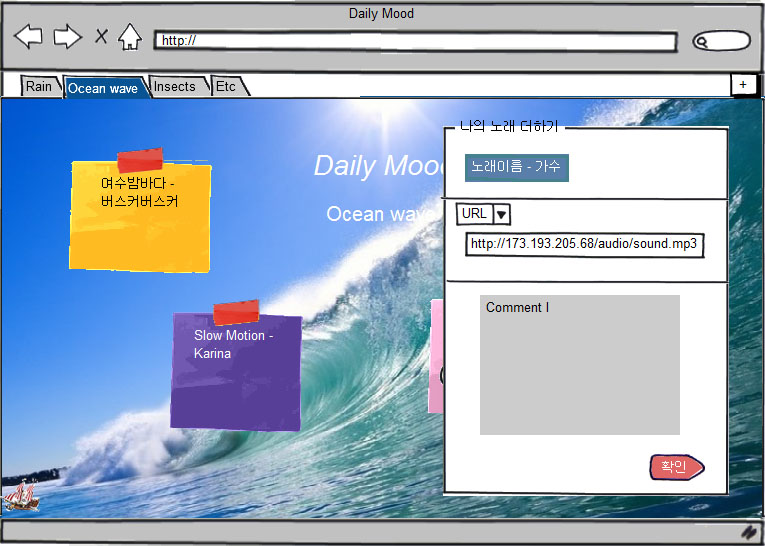 Daily Mood
http://
Rain
Ocean wave
Insects
Etc
+
Daily Mood
Ocean wave
여수밤바다 -
버스커버스커
Slow Motion -
Karina
나의 노래 더하기
노래이름 - 가수
URL
http://173.193.205.68/audio/sound.mp3
Comment I
확인